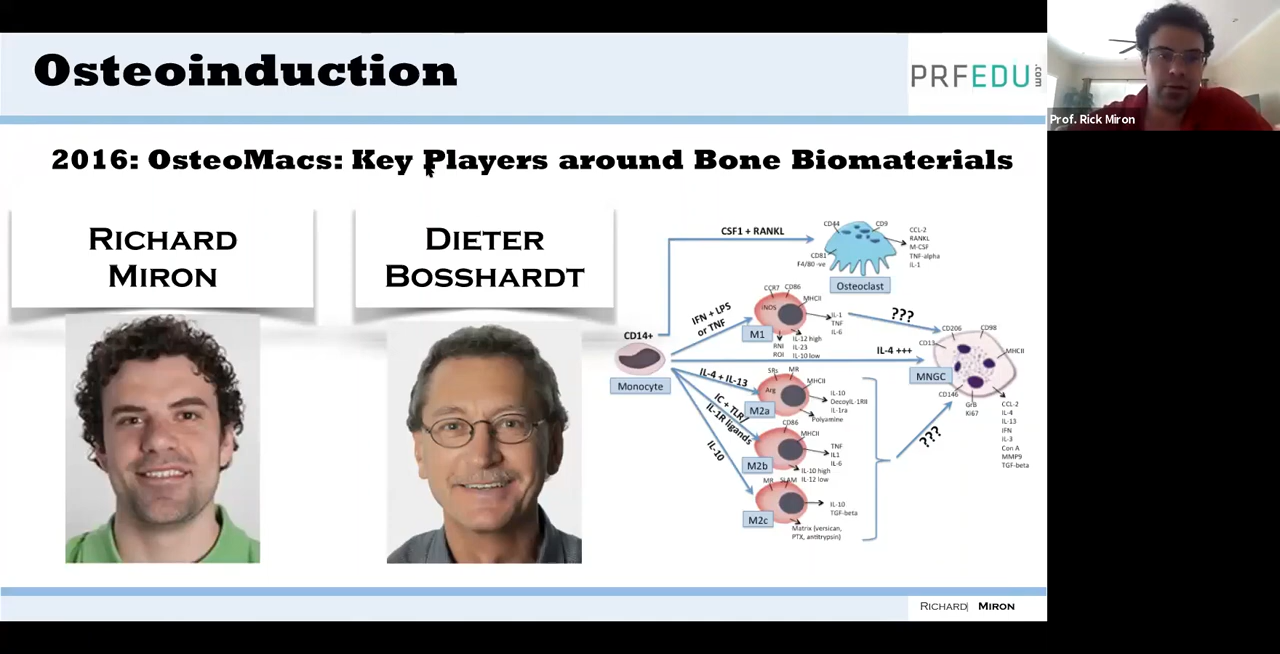 Osteoinduction
PRFEDU.com
Prof. Rick Miron
2016: OsteoMacs: Key Players around Bone Biomaterials
RICHARD
MIRON
DIETER
BOSSHARDT
CSF1 + RANKL
CD44
CD9
CD81
F4/80 -ve
CCL-2
RANKL
M-CSF
TNF-alpha
IL-1
Osteoclast
CD14+
Monocyte
IFN + LPS
or TNF
CCR7
CD86
MHCII
iNOS
M1
IL-1
TNF
IL-6
RNI
ROI
IL-12 high
IL-23
IL-10 low
???
IL-4 +++
CD206
CD98
CD13
MHCII
MNGC
CD146
GrB
Ki67
CCL-2
IL-4
IL-13
IFN
IL-3
Con A
MMP9
TGF-beta
IL-4 + IL-13
SRs
MR
MHCII
Arg
M2a
IL-10
DecoyIL-1RII
IL-1ra
Polyamine
IC + TLR/
IL-1R ligands
CD86
MHCII
M2b
TNF
IL1
IL-6
IL-10 high
IL-12 low
???
IL-10
MR
SLAM
M2c
IL-10
TGF-beta
Matrix (versican,
PTX, antitrypsin)
RICHARD| MIRON